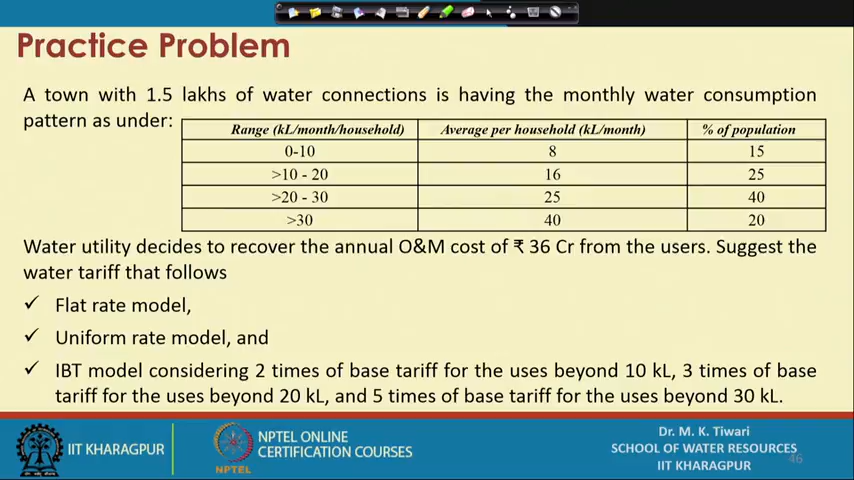 Practice Problem
A town with 1.5 lakhs of water connections is having the monthly water consumption
pattern as under:
Range (kL/month/household) Average per household (kL/month) % of population
0-10 8 15
>10 - 20 16 25
>20 - 30 25 40
>30 40 20
Water utility decides to recover the annual O&M cost of ₹ 36 Cr from the users. Suggest the
water tariff that follows
✓ Flat rate model,
✓ Uniform rate model, and
✓ IBT model considering 2 times of base tariff for the uses beyond 10 kL, 3 times of base
tariff for the uses beyond 20 kL, and 5 times of base tariff for the uses beyond 30 kL.
IIT KHARAGPUR
NPTEL
NPTEL ONLINE
CERTIFICATION COURSES
Dr. M. K. Tiwari
SCHOOL OF WATER RESOURCES
IIT KHARAGPUR
46